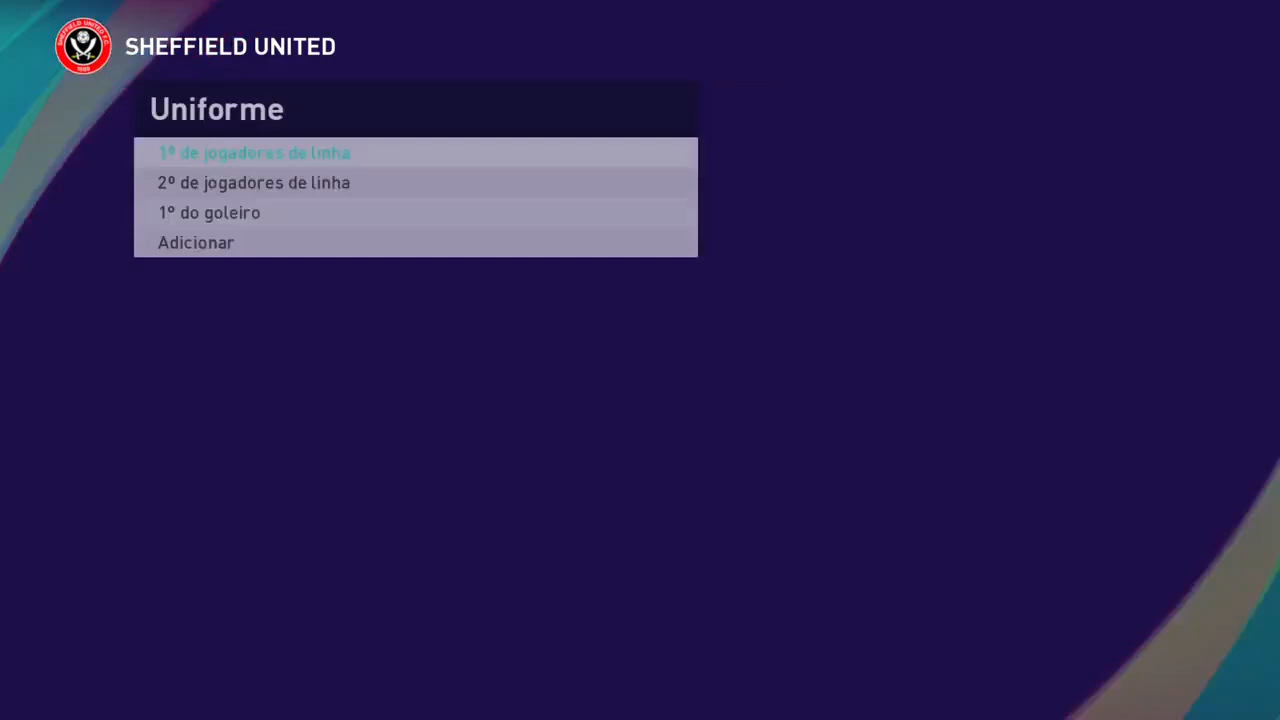 SHEFFIELD UNITED
Uniforme
1º de jogadores de linha
2º de jogadores de linha
1º do goleiro
Adicionar